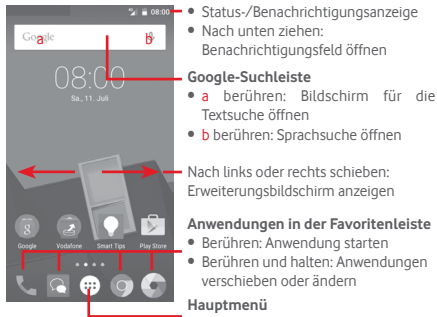 08:00
Google
a
b
08:00
Sa., 11. Juli
Google
Vodafone
Smart Tips
Play Store
• Status-/Benachrichtigungsanzeige
• Nach unten ziehen:
Benachrichtigungsfeld öffnen
Google-Suchleiste
• a berühren: Bildschirm für die
Textsuche öffnen
• b berühren: Sprachsuche öffnen
Nach links oder rechts schieben:
Erweiterungsbildschirm anzeigen
Anwendungen in der Favoritenleiste
• Berühren: Anwendung starten
• Berühren und halten: Anwendungen
verschieben oder ändern
Hauptmenü